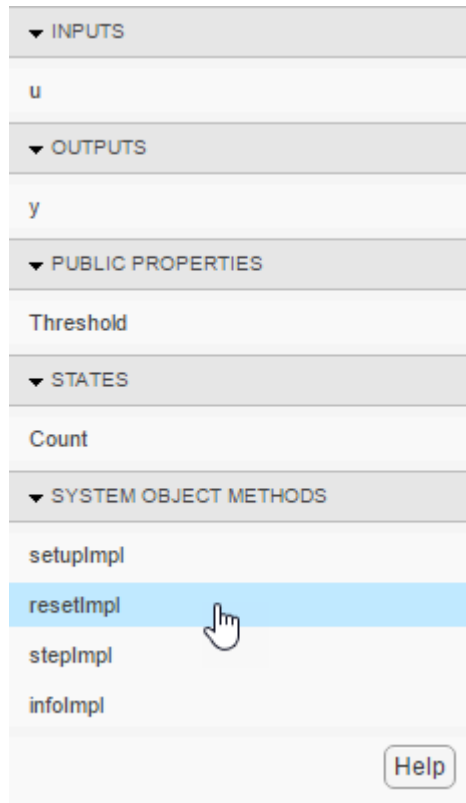 INPUTS
u
OUTPUTS
y
PUBLIC PROPERTIES
Threshold
STATES
Count
SYSTEM OBJECT METHODS
setupImpl
resetImpl
stepImpl
infoImpl
Help